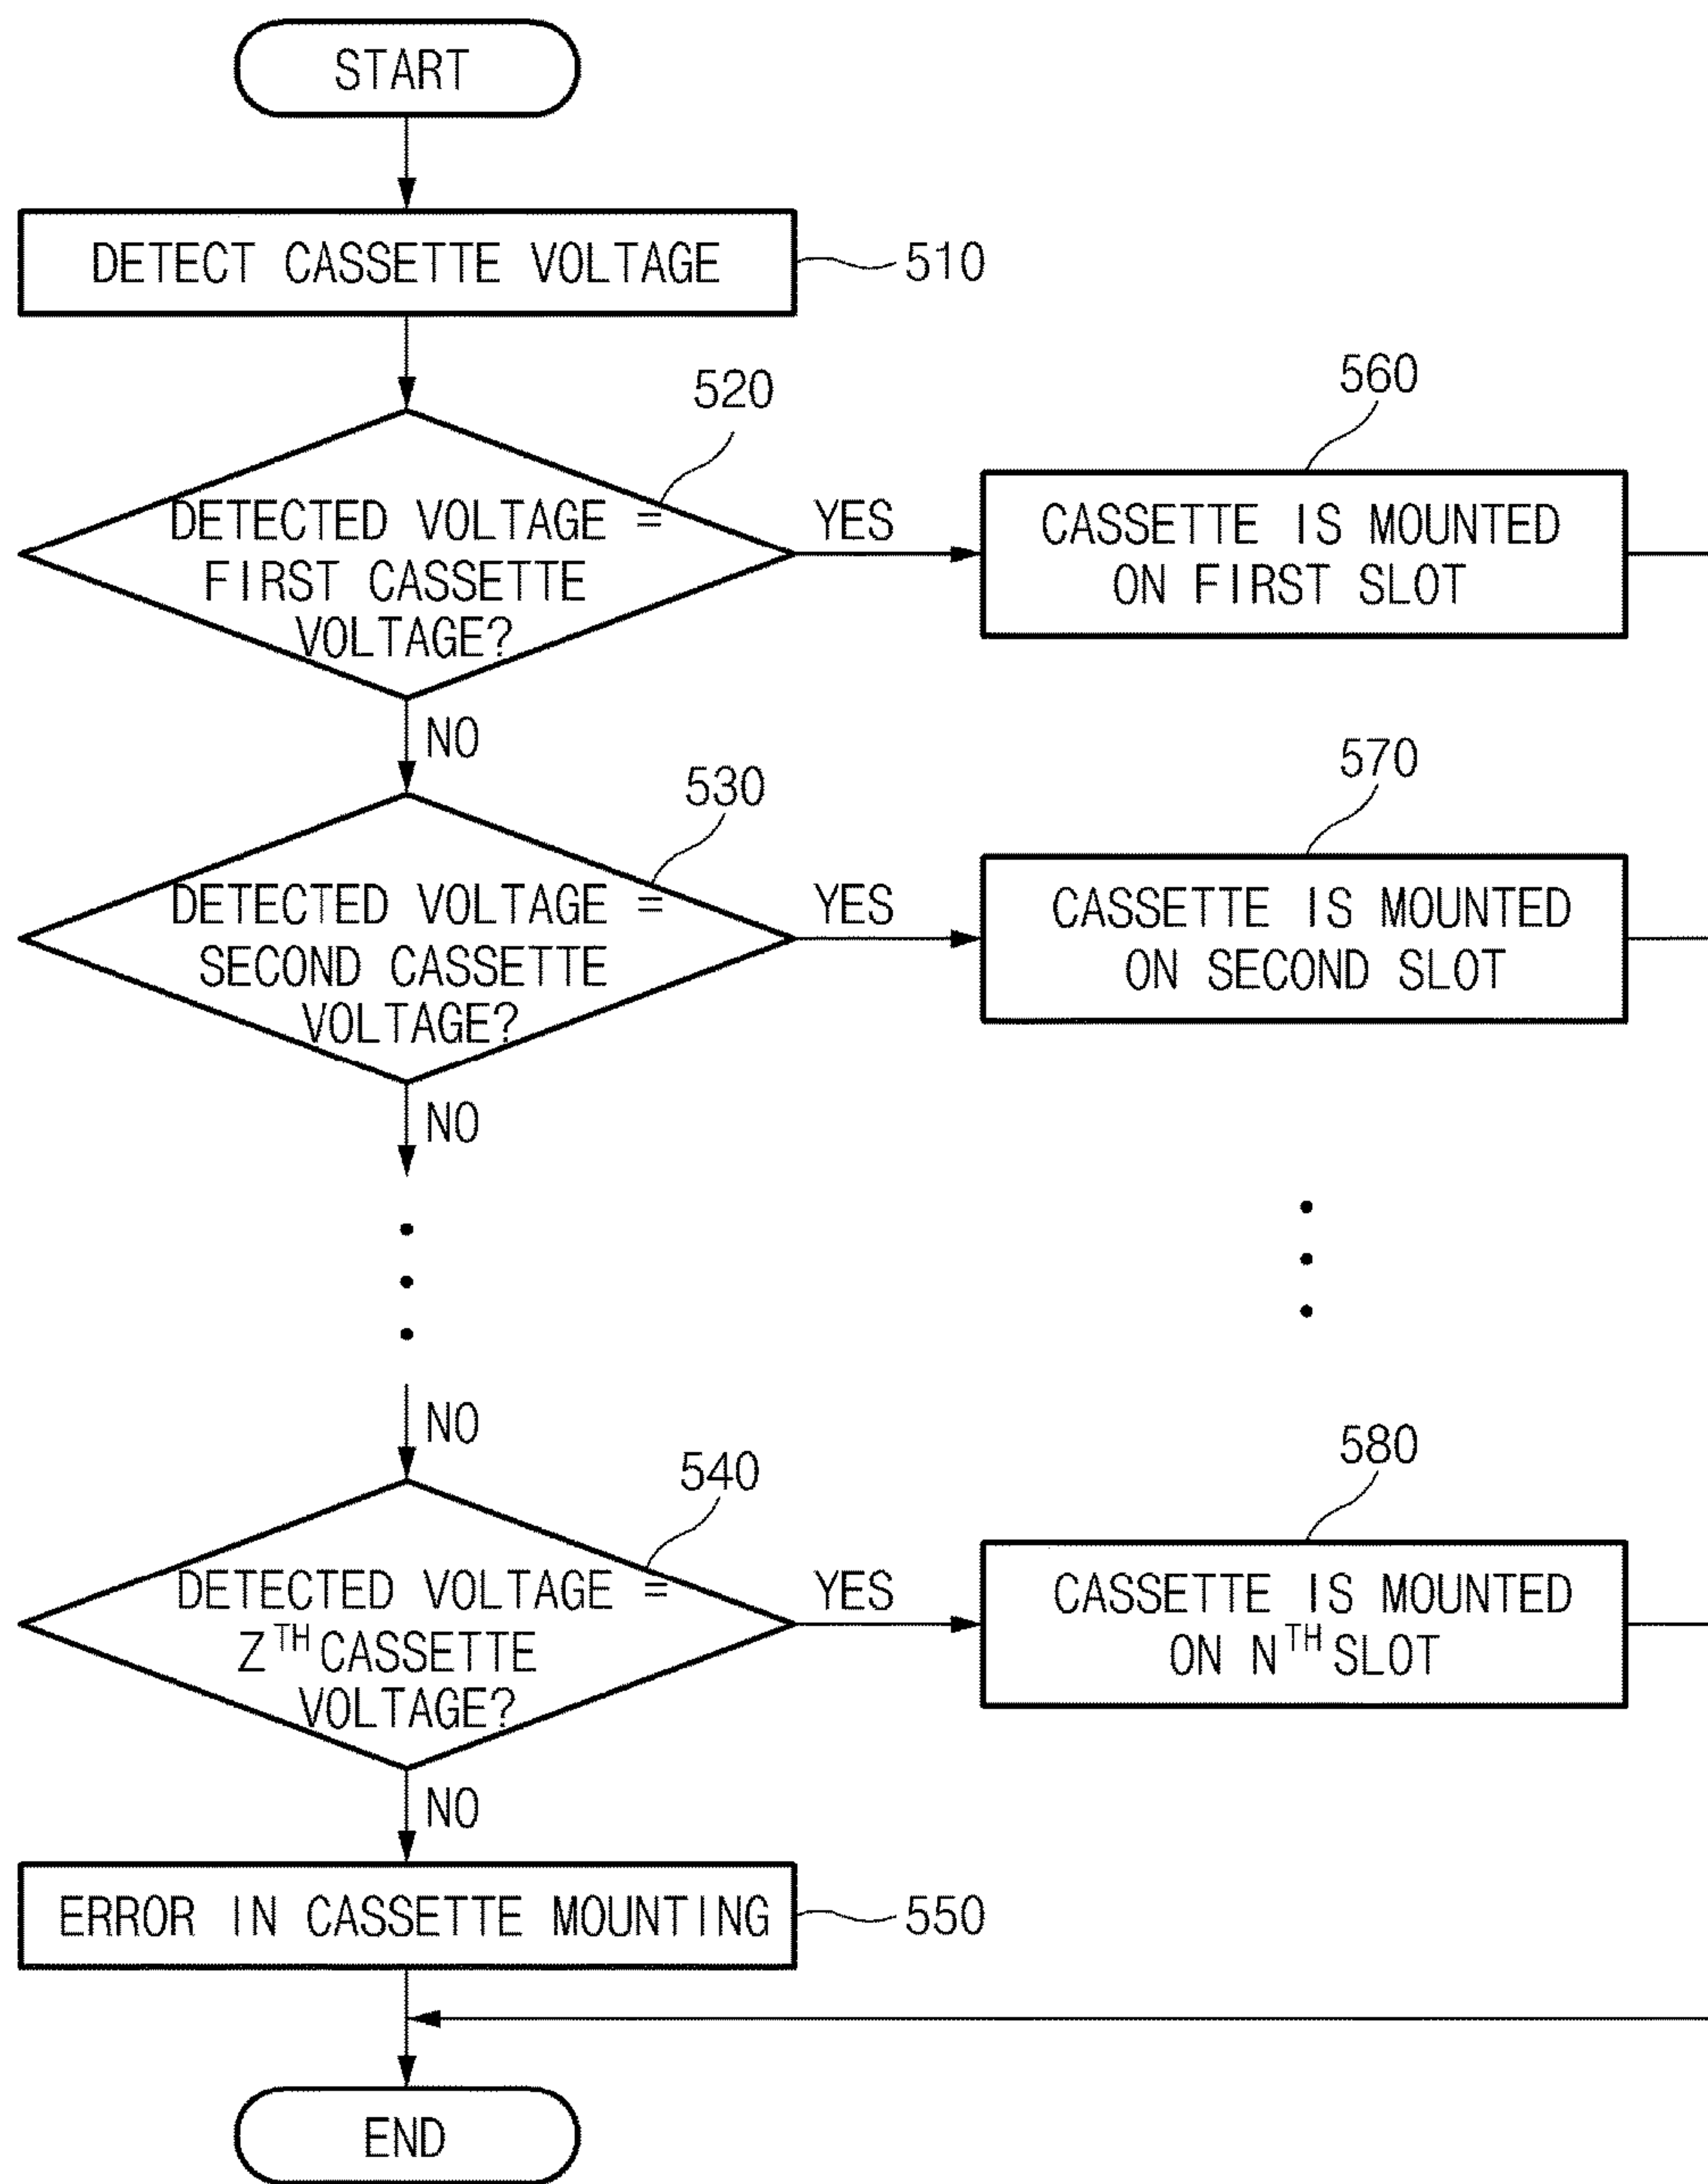 START
DETECT CASSETTE VOLTAGE
510
520
DETECTED VOLTAGE =
FIRST CASSETTE
VOLTAGE?
YES
560
CASSETTE IS MOUNTED
ON FIRST SLOT
NO
530
DETECTED VOLTAGE =
SECOND CASSETTE
VOLTAGE?
YES
570
CASSETTE IS MOUNTED
ON SECOND SLOT
NO
NO
540
DETECTED VOLTAGE =
Zᵀᴴ CASSETTE
VOLTAGE?
YES
580
CASSETTE IS MOUNTED
ON Nᵀᴴ SLOT
NO
ERROR IN CASSETTE MOUNTING
550
END